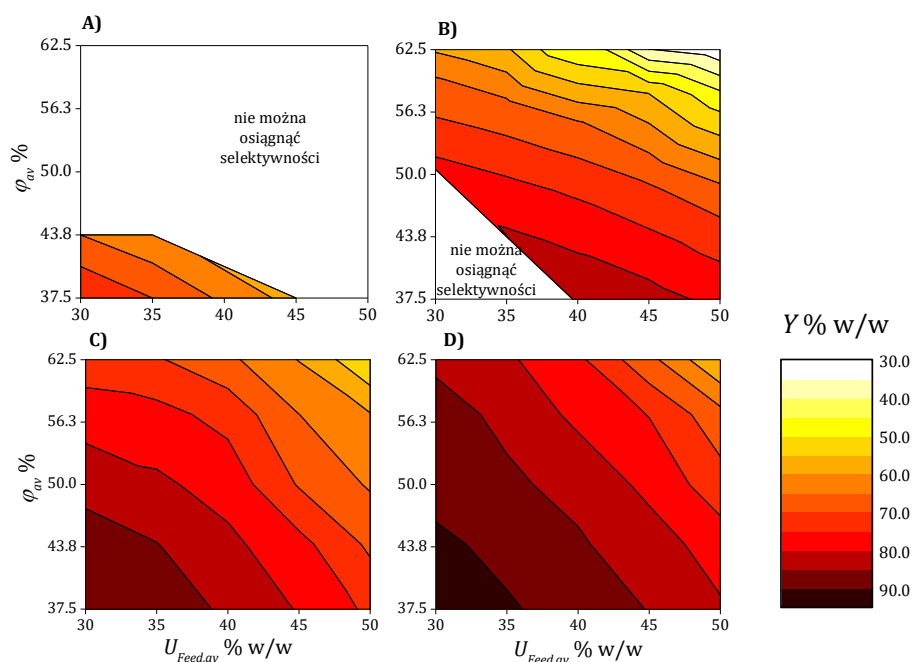 A)
62.5
56.3
50.0
43.8
37.5
φav %
nie można
osiągnąć
selektywności
30 35 40 45 50
B)
62.5
56.3
50.0
43.8
37.5
nie można
osiągnąć
selektywności
30 35 40 45 50
C)
62.5
56.3
50.0
43.8
37.5
φav %
30 35 40 45 50
UFeed,av % w/w
D)
62.5
56.3
50.0
43.8
37.5
30 35 40 45 50
UFeed,av % w/w
Y % w/w
30.0
40.0
50.0
60.0
70.0
80.0
90.0